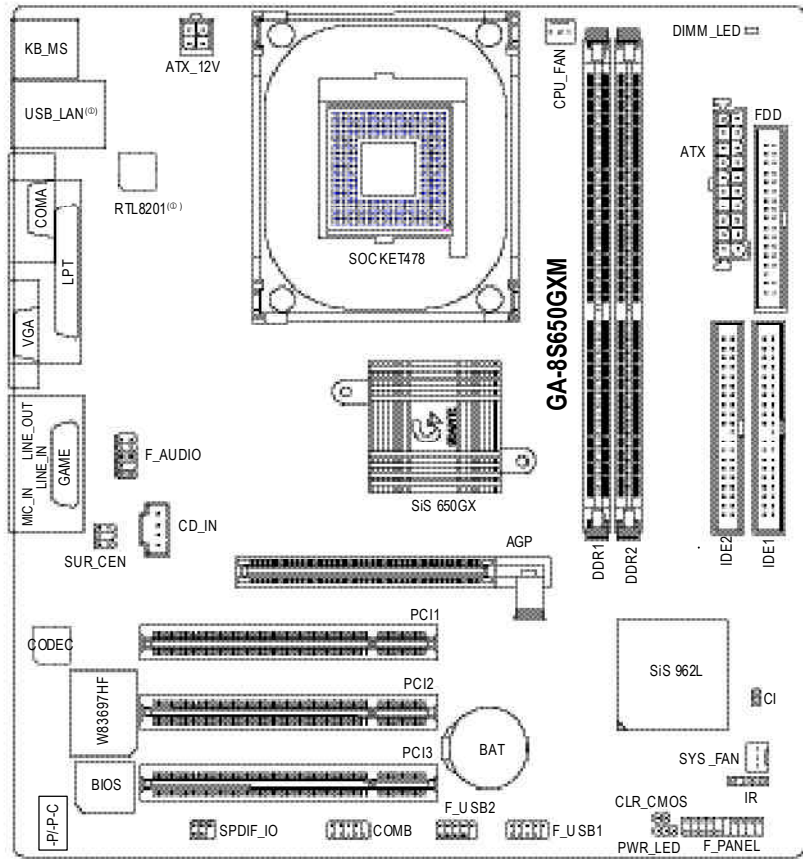 KB_MS
ATX_12V
CPU_FAN
DIMM_LED
USB_LAN(①)
FDD
ATX
RTL8201(①)
COMA
LPT
SOCKET478
VGA
GA-8S650GXM
LINE_OUT
MIC_IN
LINE_IN
GAME
F_AUDIO
SiS 650GX
CD_IN
SUR_CEN
AGP
DDR1
DDR2
IDE2
IDE1
PCI1
CODEC
SiS 962L
W83697HF
PCI2
CI
BAT
PCI3
SYS_FAN
BIOS
IR
-P/-P-C
SPDIF_IO
COMB
F_USB2
F_USB1
CLR_CMOS
PWR_LED
F_PANEL